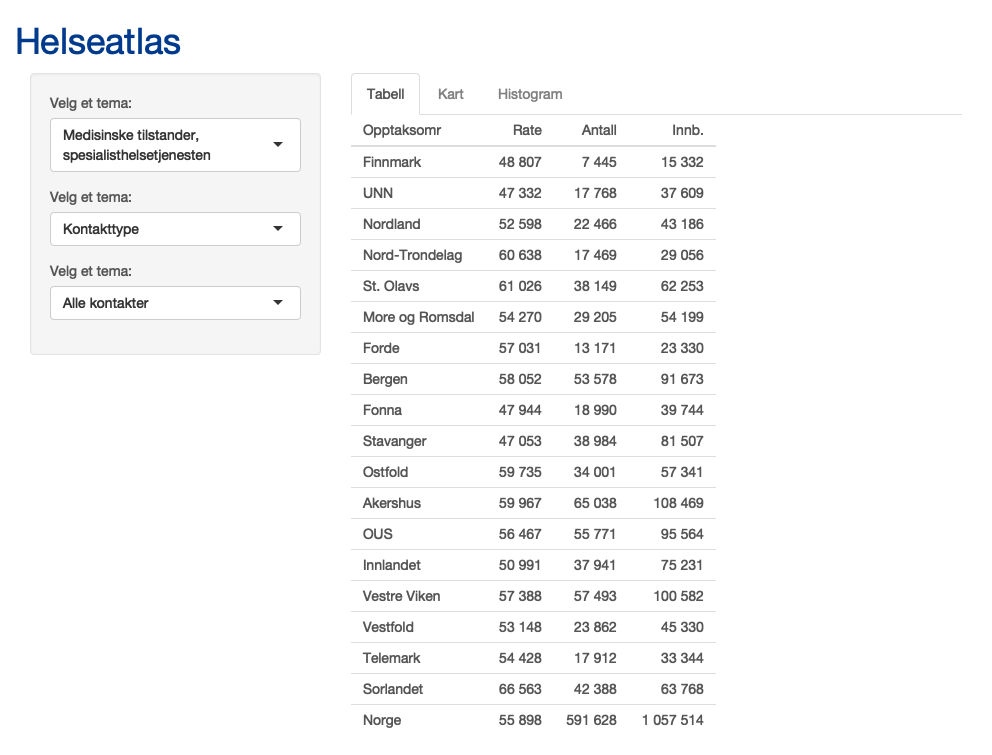 Helseatlas
Velg et tema:
Medisinske tilstander,
spesialisthelsetjenesten
Velg et tema:
Kontakttype
Velg et tema:
Alle kontakter
Tabell Kart Histogram
Opptaksomr Rate Antall Innb.
Finnmark 48 807 7 445 15 332
UNN 47 332 17 768 37 609
Nordland 52 598 22 466 43 186
Nord-Trondelag 60 638 17 469 29 056
St. Olavs 61 026 38 149 62 253
More og Romsdal 54 270 29 205 54 199
Forde 57 031 13 171 23 330
Bergen 58 052 53 578 91 673
Fonna 47 944 18 990 39 744
Stavanger 47 053 38 984 81 507
Ostfold 59 735 34 001 57 341
Akershus 59 967 65 038 108 469
OUS 56 467 55 771 95 564
Innlandet 50 991 37 941 75 231
Vestre Viken 57 388 57 493 100 582
Vestfold 53 148 23 862 45 330
Telemark 54 428 17 912 33 344
Sorlandet 66 563 42 388 63 768
Norge 55 898 591 628 1 057 514